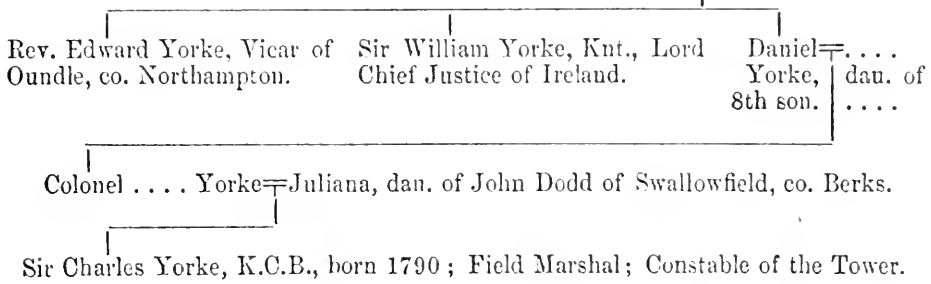 Rev. Edward Yorke, Vicar of Oundle, co. Northampton.
Sir William Yorke, Knt., Lord Chief Justice of Ireland.
Daniel=....
Yorke, dau. of
8th son. ....
Colonel .... Yorke=Juliana, dau. of John Dodd of Swallowfield, co. Berks.
Sir Charles Yorke, K.C.B., born 1790; Field Marshal; Constable of the Tower.